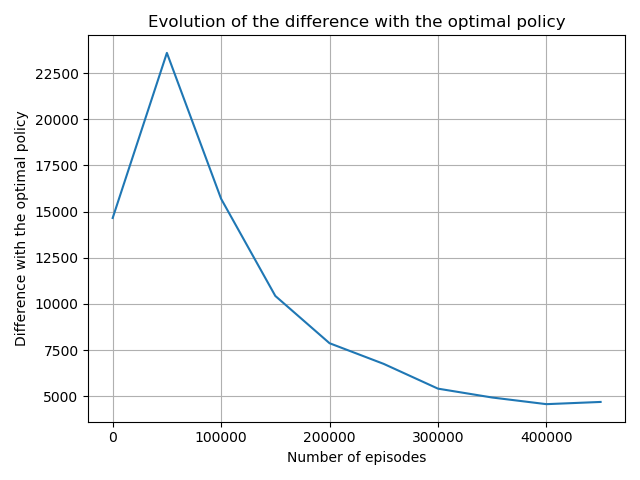 Evolution of the difference with the optimal policy
Difference with the optimal policy
22500
20000
17500
15000
12500
10000
7500
5000
0 100000 200000 300000 400000
Number of episodes